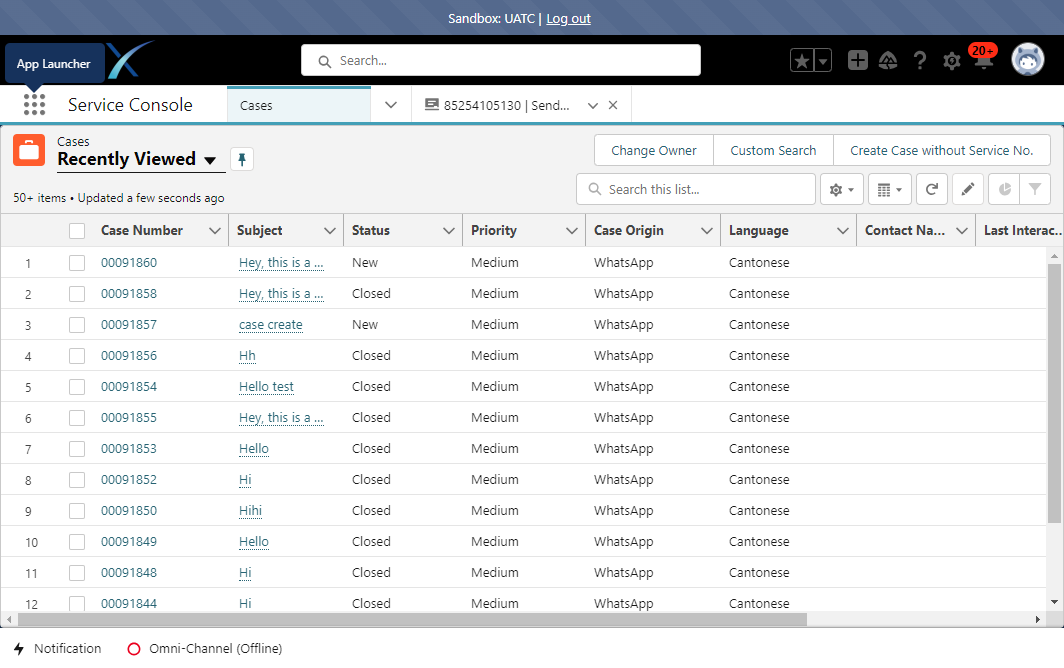 Sandbox: UATC | Log out
App Launcher
Search...
20+
Service Console
Cases
85254105130 | Send...
Cases
Recently Viewed
Change Owner
Custom Search
Create Case without Service No.
50+ items • Updated a few seconds ago
Search this list...
Case Number Subject Status Priority Case Origin Language Contact Na... Last Interac...
1 00091860 Hey, this is a ... New Medium WhatsApp Cantonese
2 00091858 Hey, this is a ... Closed Medium WhatsApp Cantonese
3 00091857 case create New Medium WhatsApp Cantonese
4 00091856 Hh Closed Medium WhatsApp Cantonese
5 00091854 Hello test Closed Medium WhatsApp Cantonese
6 00091855 Hey, this is a ... Closed Medium WhatsApp Cantonese
7 00091853 Hello Closed Medium WhatsApp Cantonese
8 00091852 Hi Closed Medium WhatsApp Cantonese
9 00091850 Hihi Closed Medium WhatsApp Cantonese
10 00091849 Hello Closed Medium WhatsApp Cantonese
11 00091848 Hi Closed Medium WhatsApp Cantonese
12 00091844 Hi Closed Medium WhatsApp Cantonese
Notification
Omni-Channel (Offline)